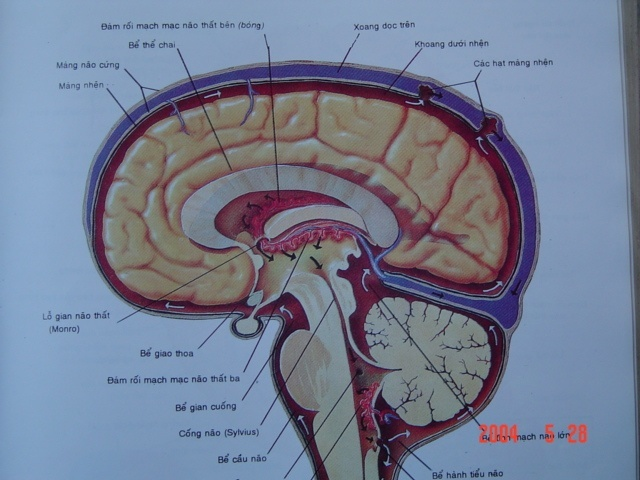 Đám rối mạch mạc não thất bên (bóng)
Bể thể chai
Xoang dọc trên
Khoang dưới nhện
Màng não cứng
Các hạt màng nhện
Màng nhện
Lỗ gian não thất
(Monro)
Bể giao thoa
Đám rối mạch mạc não thất ba
Bể gian cuống
Cống não (Sylvius)
Bể cầu não
Bể hành tiểu não
mạch não lớn
2004 5 28